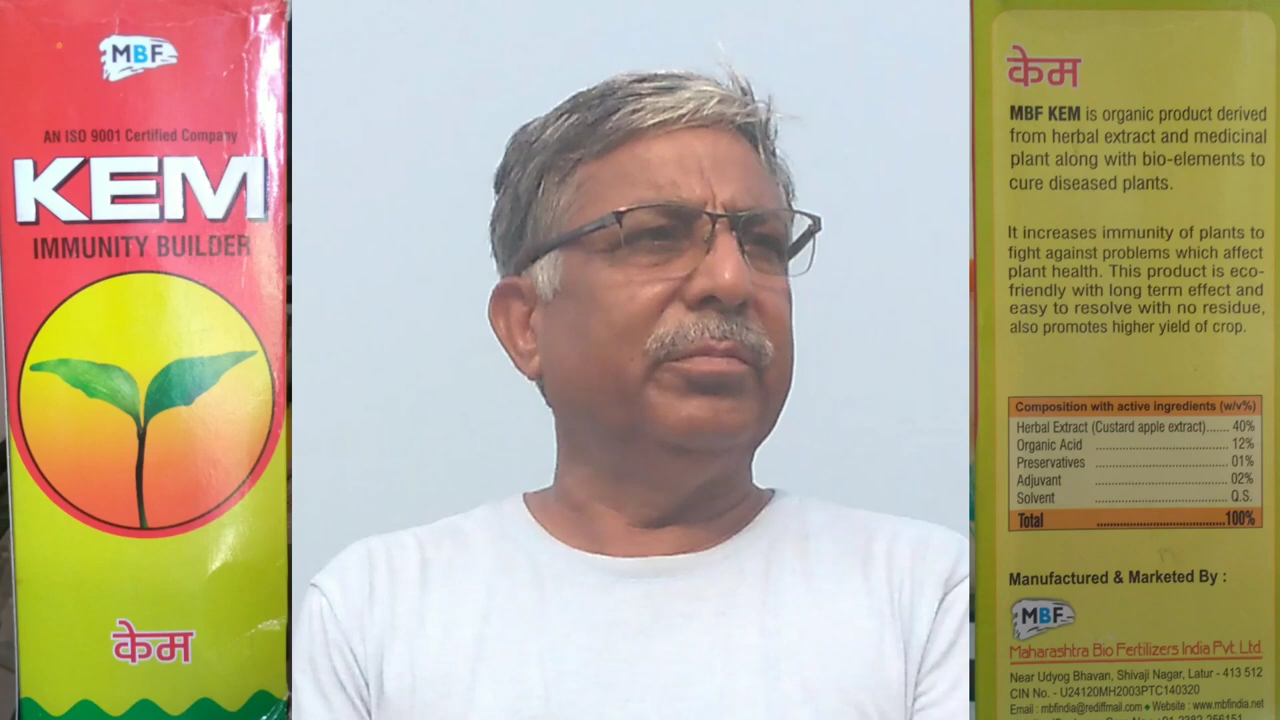 MBF
AN ISO 9001 Certified Company
KEM
IMMUNITY BUILDER
केम
केम
MBF KEM is organic product derived
from herbal extract and medicinal
plant along with bio-elements to
cure diseased plants.
It increases immunity of plants to
fight against problems which affect
plant health. This product is eco-
friendly with long term effect and
easy to resolve with no residue,
also promotes higher yield of crop.
Composition with active ingredients (w/v%)
Herbal Extract (Custard apple extract)....... 40%
Organic Acid ............................................. 12%
Preservatives ............................................. 01%
Adjuvant ............................................. 02%
Solvent ............................................. Q.S.
Total .............................................100%
Manufactured & Marketed By :
MBF
Maharashtra Bio Fertilizers India Pvt. Ltd.
Near Udyog Bhavan, Shivaji Nagar, Latur - 413 512
CIN No. - U24120MH2003PTC140320
Email : mbfindia@rediffmail.com ◆ Website : www.mbfindia.net